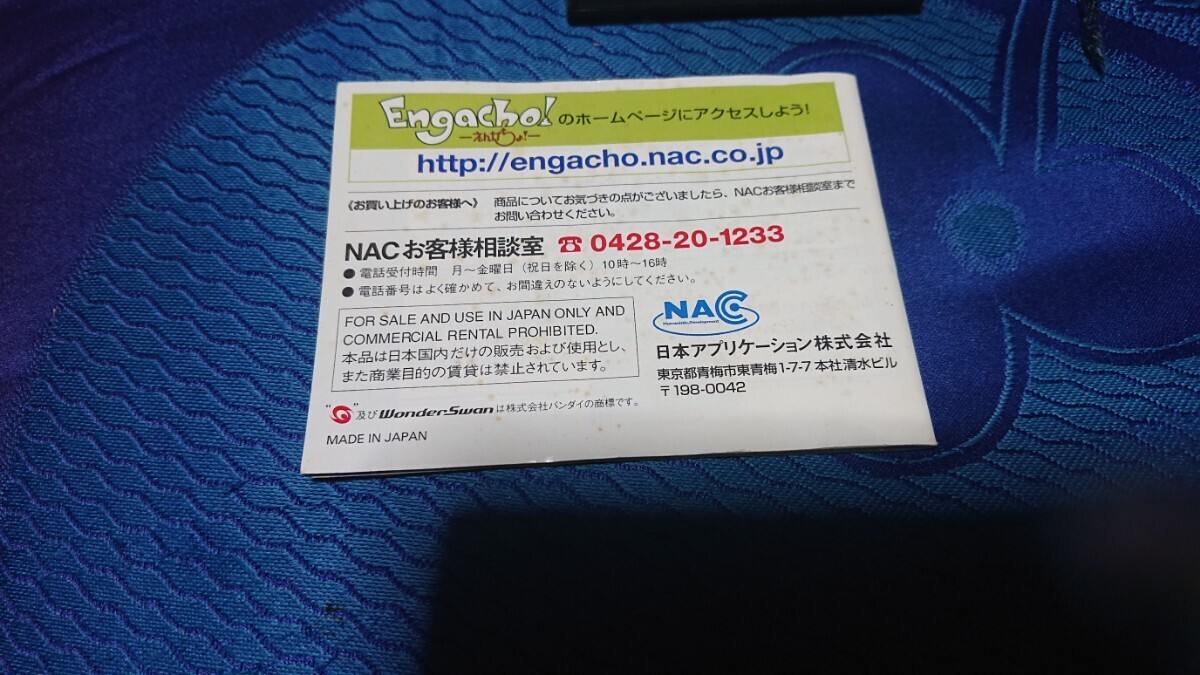 Engacho!のホームページにアクセスしよう!
えんがちょ!
http://engacho.nac.co.jp
《お買い上げのお客様へ》 商品についてお気づきの点がございましたら、NACお客様相談室まで
お問い合わせください。
NACお客様相談室 ☎ 0428-20-1233
● 電話受付時間 月〜金曜日(祝日を除く)10時〜16時
● 電話番号はよく確かめて、お間違えのないようにしてください。
FOR SALE AND USE IN JAPAN ONLY AND
COMMERCIAL RENTAL PROHIBITED.
本品は日本国内だけの販売および使用とし、
また商業目的の賃貸は禁止されています。
NAC
日本アプリケーション株式会社
東京都青梅市東青梅1-7-7 本社清水ビル
〒198-0042
" "及びWonderSwanは株式会社バンダイの商標です。
MADE IN JAPAN